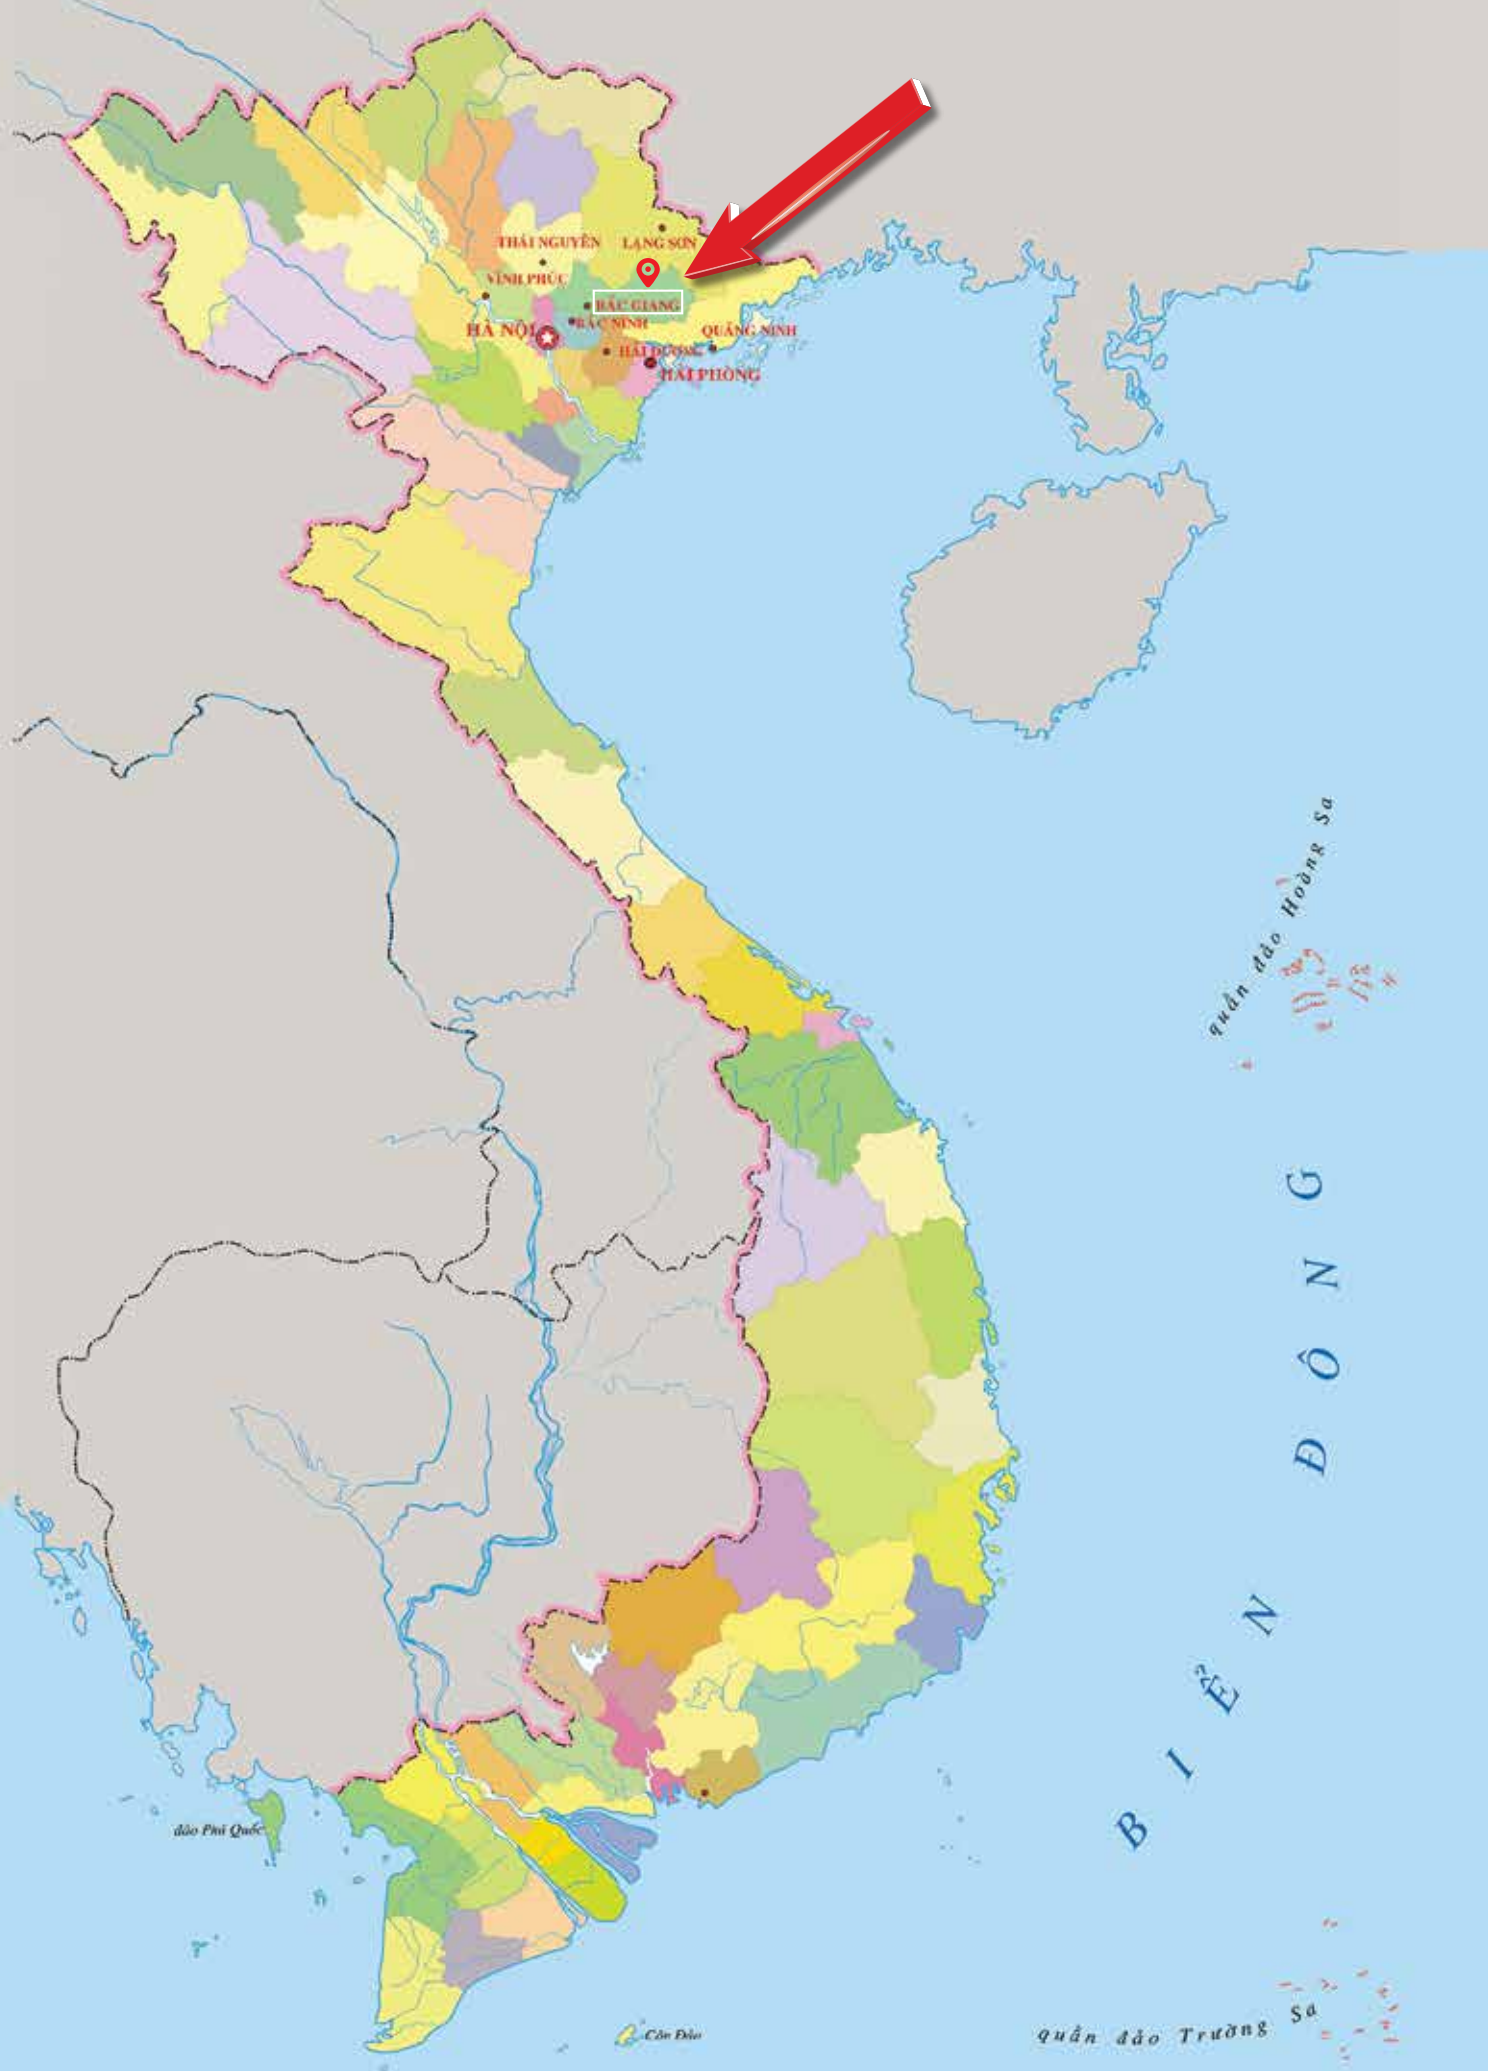 THÁI NGUYÊN
LẠNG SƠN
VĨNH PHÚC
BẮC GIANG
BẮC NINH
HÀ NỘI
QUẢNG NINH
HẢI DƯƠNG
HẢI PHÒNG
quần đảo Hoàng Sa
BIỂN ĐÔNG
đảo Phú Quốc
Côn Đảo
quần đảo Trường Sa